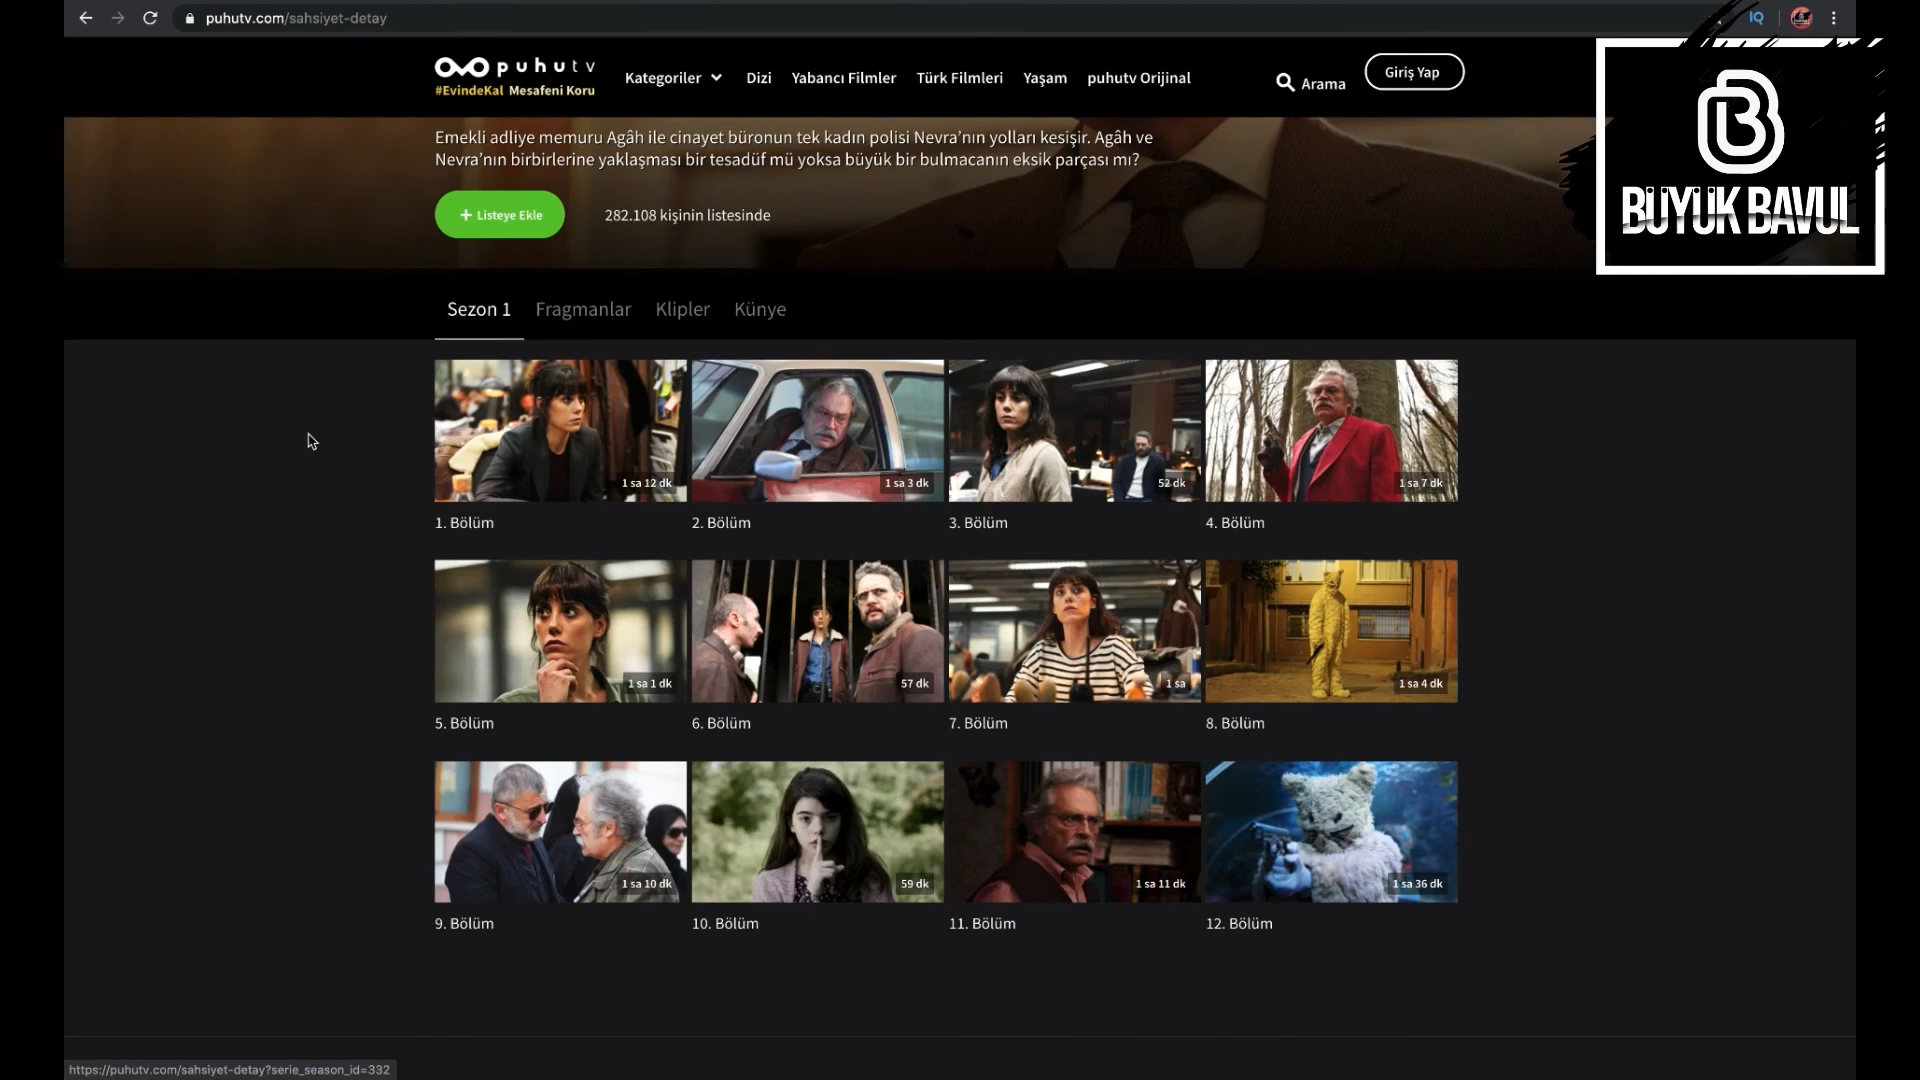 puhutv.com/sahsiyet-detay
IQ
puhutv
#EvindeKal Mesafeni Koru
Kategoriler
Dizi
Yabancı Filmler
Türk Filmleri
Yaşam
puhutv Orijinal
Arama
Giriş Yap
B
BÜYÜK BAVUL
Emekli adliye memuru Agâh ile cinayet büronun tek kadın polisi Nevra’nın yolları kesişir. Agâh ve
Nevra’nın birbirlerine yaklaşması bir tesadüf mü yoksa büyük bir bulmacanın eksik parçası mı?
+ Listeye Ekle
282.108 kişinin listesinde
Sezon 1
Fragmanlar
Klipler
Künye
1 sa 12 dk
1 sa 3 dk
52 dk
1 sa 7 dk
1. Bölüm
2. Bölüm
3. Bölüm
4. Bölüm
1 sa 1 dk
57 dk
1 sa
1 sa 4 dk
5. Bölüm
6. Bölüm
7. Bölüm
8. Bölüm
1 sa 10 dk
59 dk
1 sa 11 dk
1 sa 36 dk
9. Bölüm
10. Bölüm
11. Bölüm
12. Bölüm
https://puhutv.com/sahsiyet-detay?serie_season_id=332